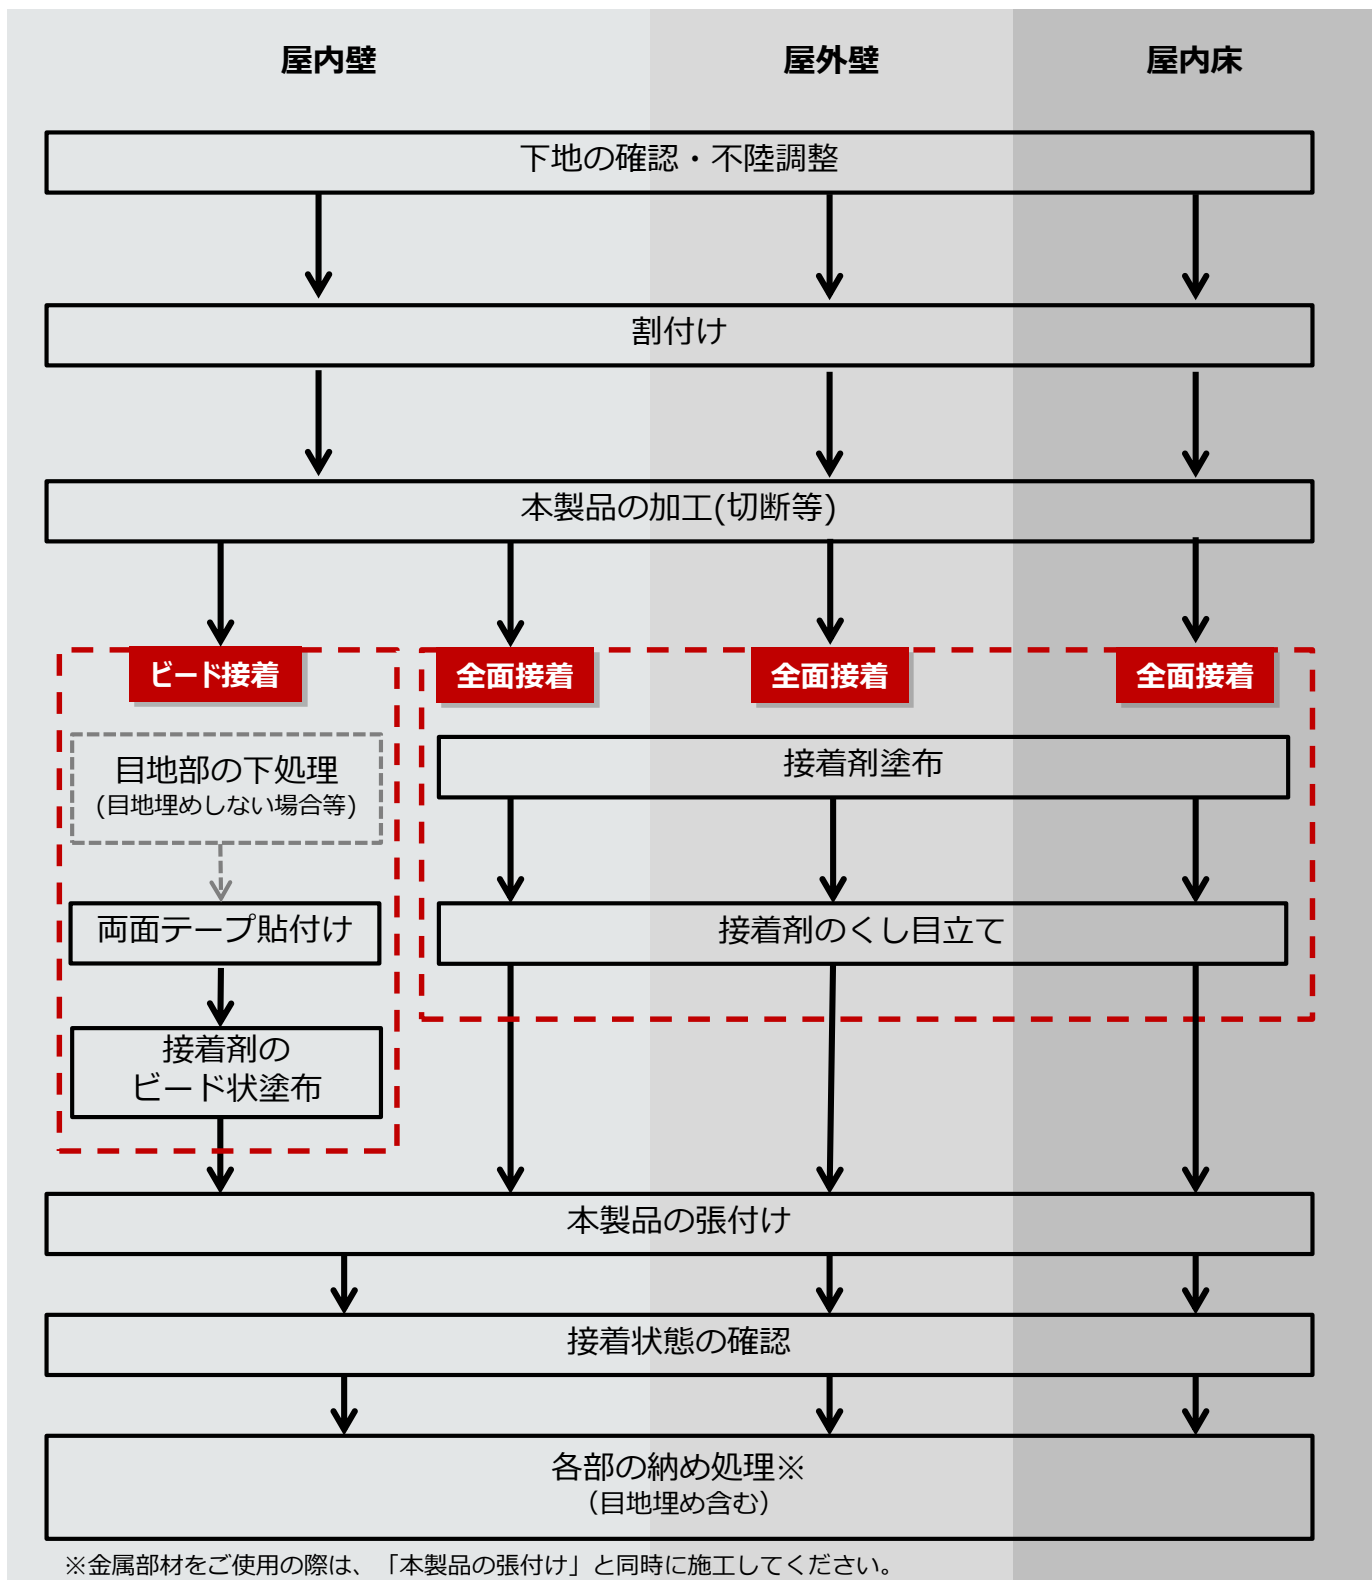 屋内壁
屋外壁
屋内床
下地の確認・不陸調整
割付け
本製品の加工(切断等)
ビード接着
全面接着
全面接着
全面接着
目地部の下処理
(目地埋めしない場合等)
両面テープ貼付け
接着剤の
ビード状塗布
接着剤塗布
接着剤のくし目立て
本製品の張付け
接着状態の確認
各部の納め処理※
（目地埋め含む）
※金属部材をご使用の際は、「本製品の張付け」と同時に施工してください。